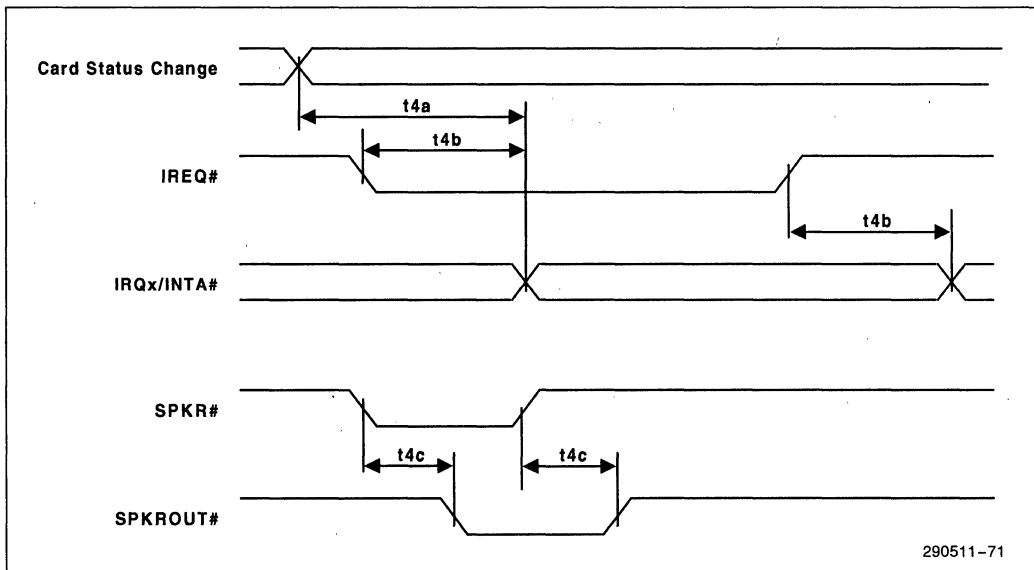 Card Status Change
t4a
t4b
IREQ#
t4b
IRQx/INTA#
SPKR#
t4c
t4c
SPKROUT#
290511-71